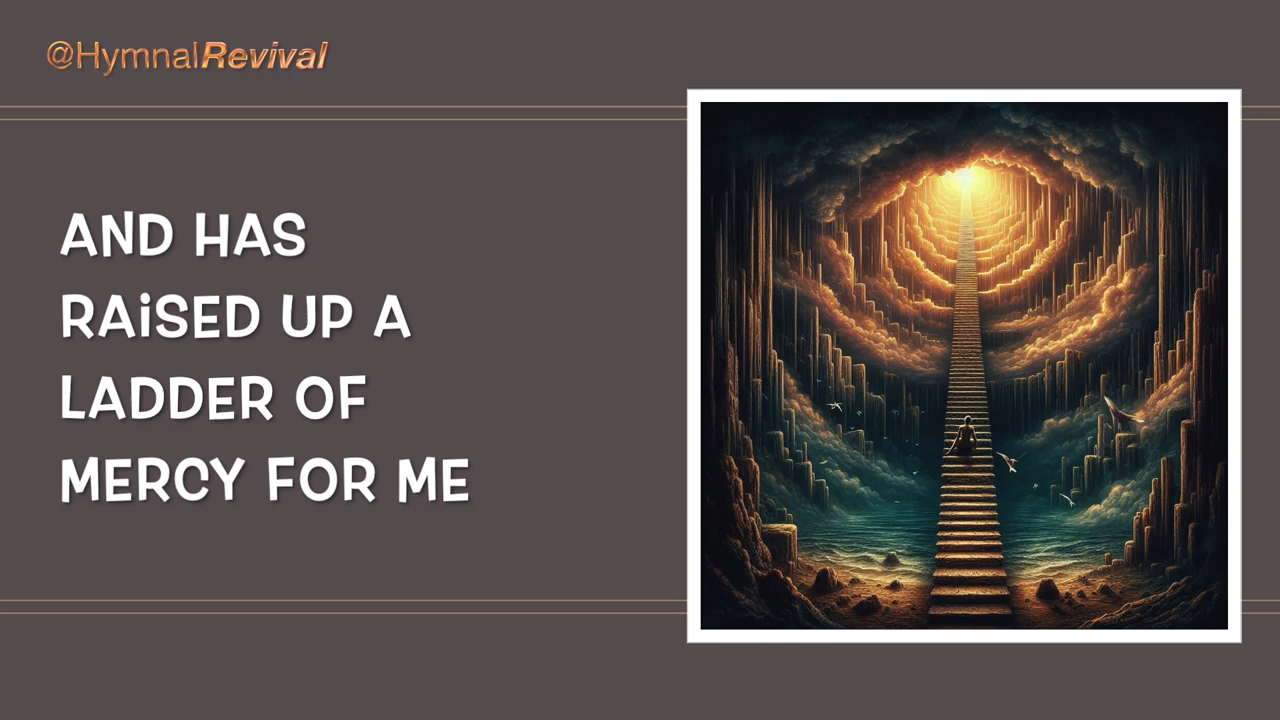 @HymnalRevival
AND HAS
RAiSED UP A
LADDER OF
MERCY FOR ME